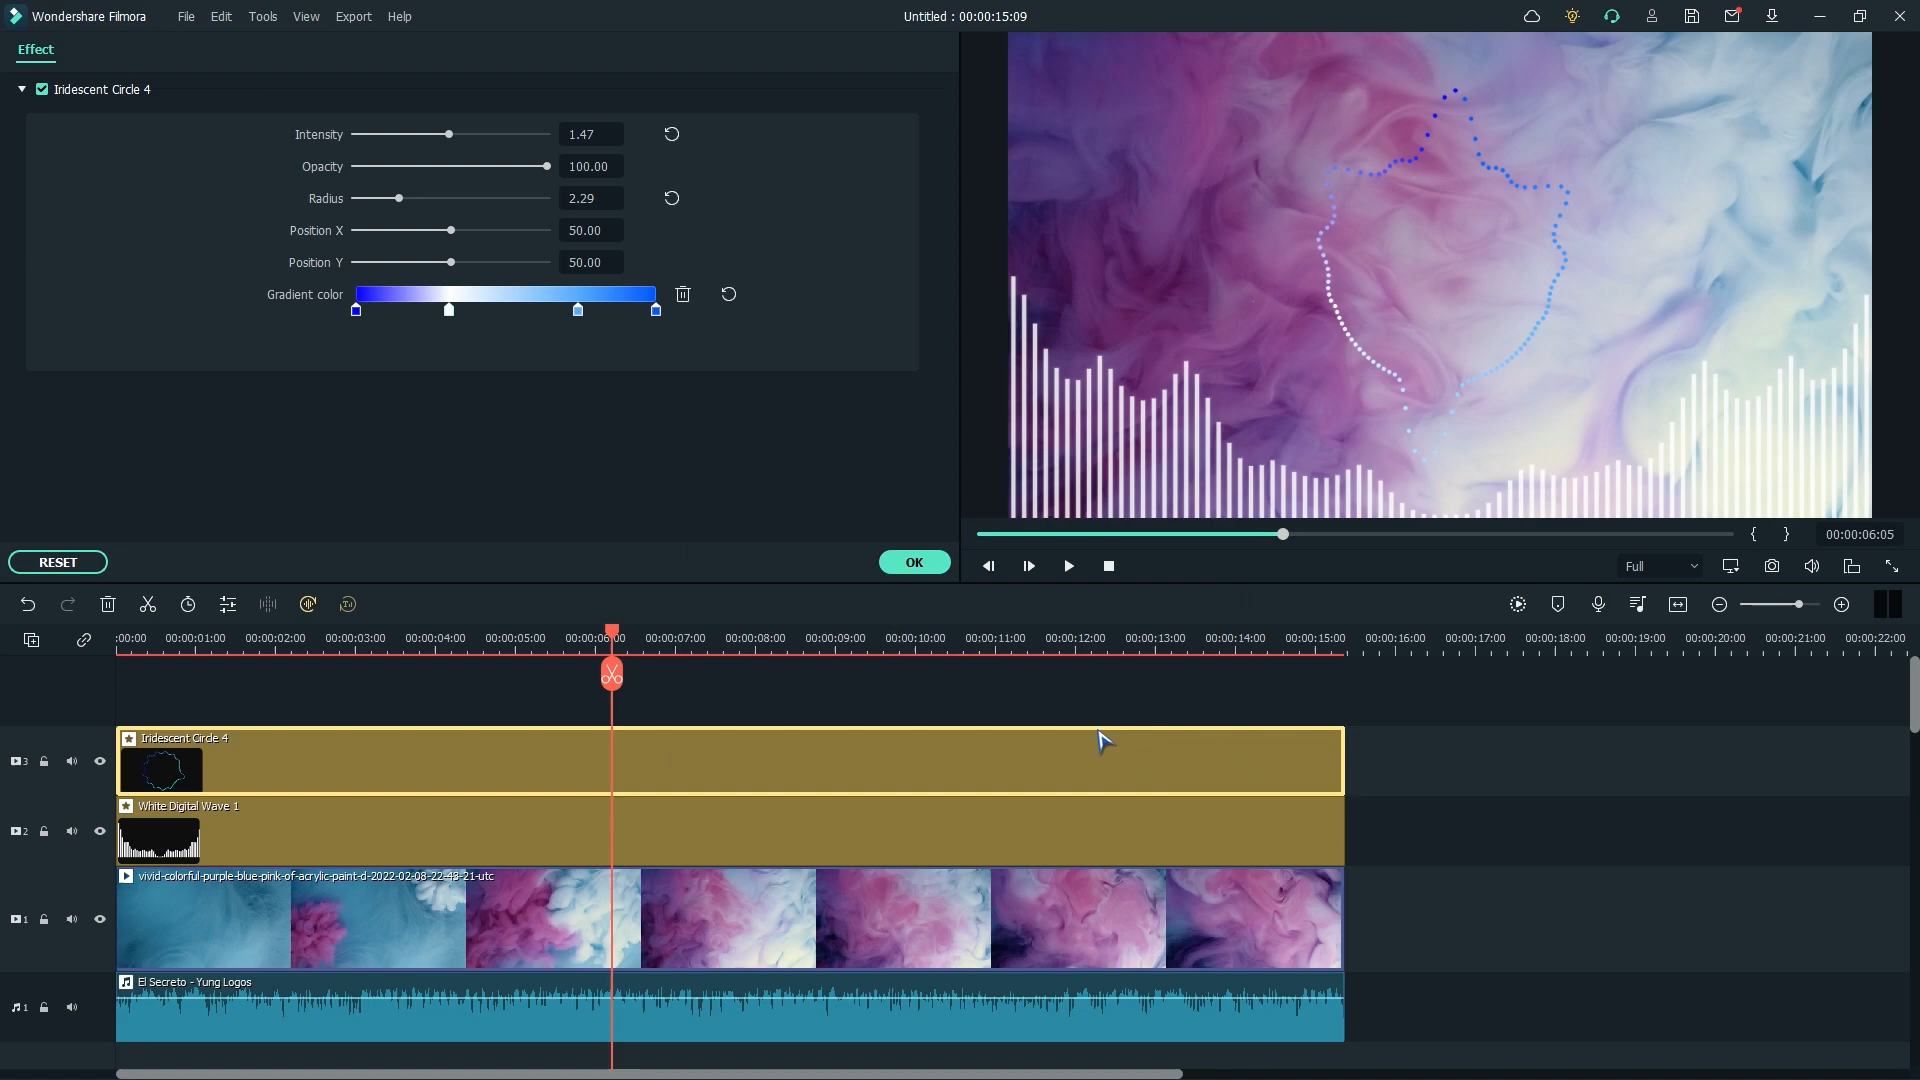 Wondershare Filmora File Edit Tools View Export Help Untitled : 00:00:15:09
Effect
Iridescent Circle 4
Intensity 1.47
Opacity 100.00
Radius 2.29
Position X 50.00
Position Y 50.00
Gradient color
RESET OK
{ } 00:00:06:05
Full
:00:00 00:00:01:00 00:00:02:00 00:00:03:00 00:00:04:00 00:00:05:00 00:00:06:00 00:00:07:00 00:00:08:00 00:00:09:00 00:00:10:00 00:00:11:00 00:00:12:00 00:00:13:00 00:00:14:00 00:00:15:00 00:00:16:00 00:00:17:00 00:00:18:00 00:00:19:00 00:00:20:00 00:00:21:00 00:00:22:00
Iridescent Circle 4
3
White Digital Wave 1
2
vivid-colorful-purple-blue-pink-of-acrylic-paint-d-2022-02-08-22-43-21-utc
1
El Secreto - Yung Logos
1